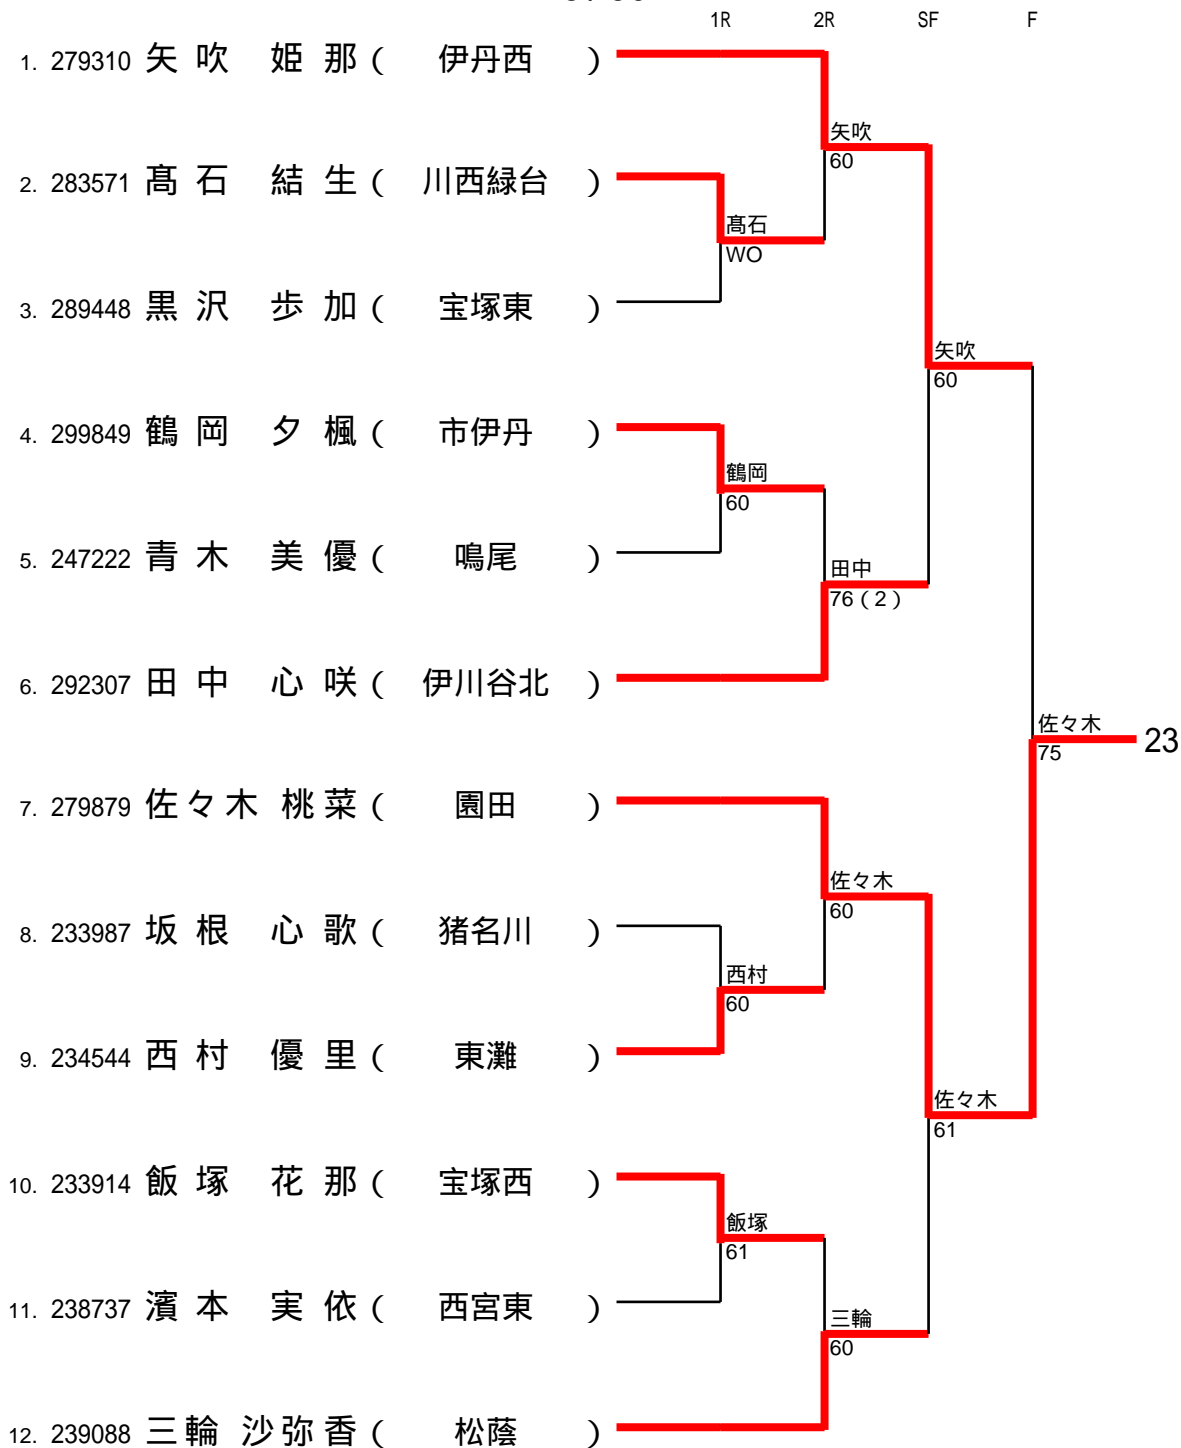 1R 2R SF F
1. 279310 矢吹 姫那 ( 伊丹西 )
矢吹
60
2. 283571 髙石 結生 ( 川西緑台 )
髙石
WO
3. 289448 黒沢 歩加 ( 宝塚東 )
矢吹
60
4. 299849 鶴岡 夕楓 ( 市伊丹 )
鶴岡
60
5. 247222 青木 美優 ( 鳴尾 )
田中
76 ( 2 )
6. 292307 田中 心咲 ( 伊川谷北 )
佐々木
75
23
7. 279879 佐々木 桃菜 ( 園田 )
佐々木
60
8. 233987 坂根 心歌 ( 猪名川 )
西村
60
9. 234544 西村 優里 ( 東灘 )
佐々木
61
10. 233914 飯塚 花那 ( 宝塚西 )
飯塚
61
11. 238737 濱本 実依 ( 西宮東 )
三輪
60
12. 239088 三輪 沙弥香 ( 松蔭 )